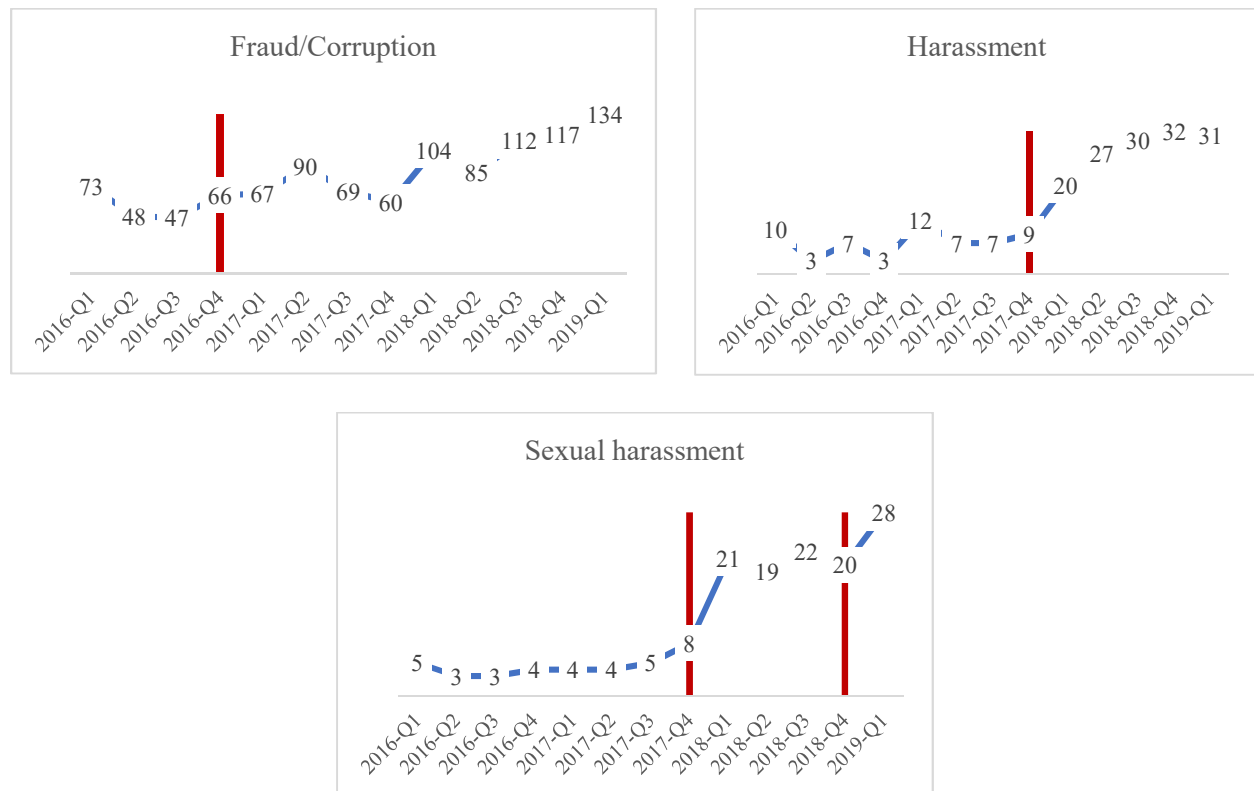 Fraud/Corruption
73 48 47 66 67 90 69 60 104 85 112 117 134
2016-Q1 2016-Q2 2016-Q3 2016-Q4 2017-Q1 2017-Q2 2017-Q3 2017-Q4 2018-Q1 2018-Q2 2018-Q3 2018-Q4 2019-Q1
Harassment
10 3 7 3 12 7 7 9 20 27 30 32 31
2016-Q1 2016-Q2 2016-Q3 2016-Q4 2017-Q1 2017-Q2 2017-Q3 2017-Q4 2018-Q1 2018-Q2 2018-Q3 2018-Q4 2019-Q1
Sexual harassment
5 3 3 4 4 4 5 8 21 19 22 20 28
2016-Q1 2016-Q2 2016-Q3 2016-Q4 2017-Q1 2017-Q2 2017-Q3 2017-Q4 2018-Q1 2018-Q2 2018-Q3 2018-Q4 2019-Q1